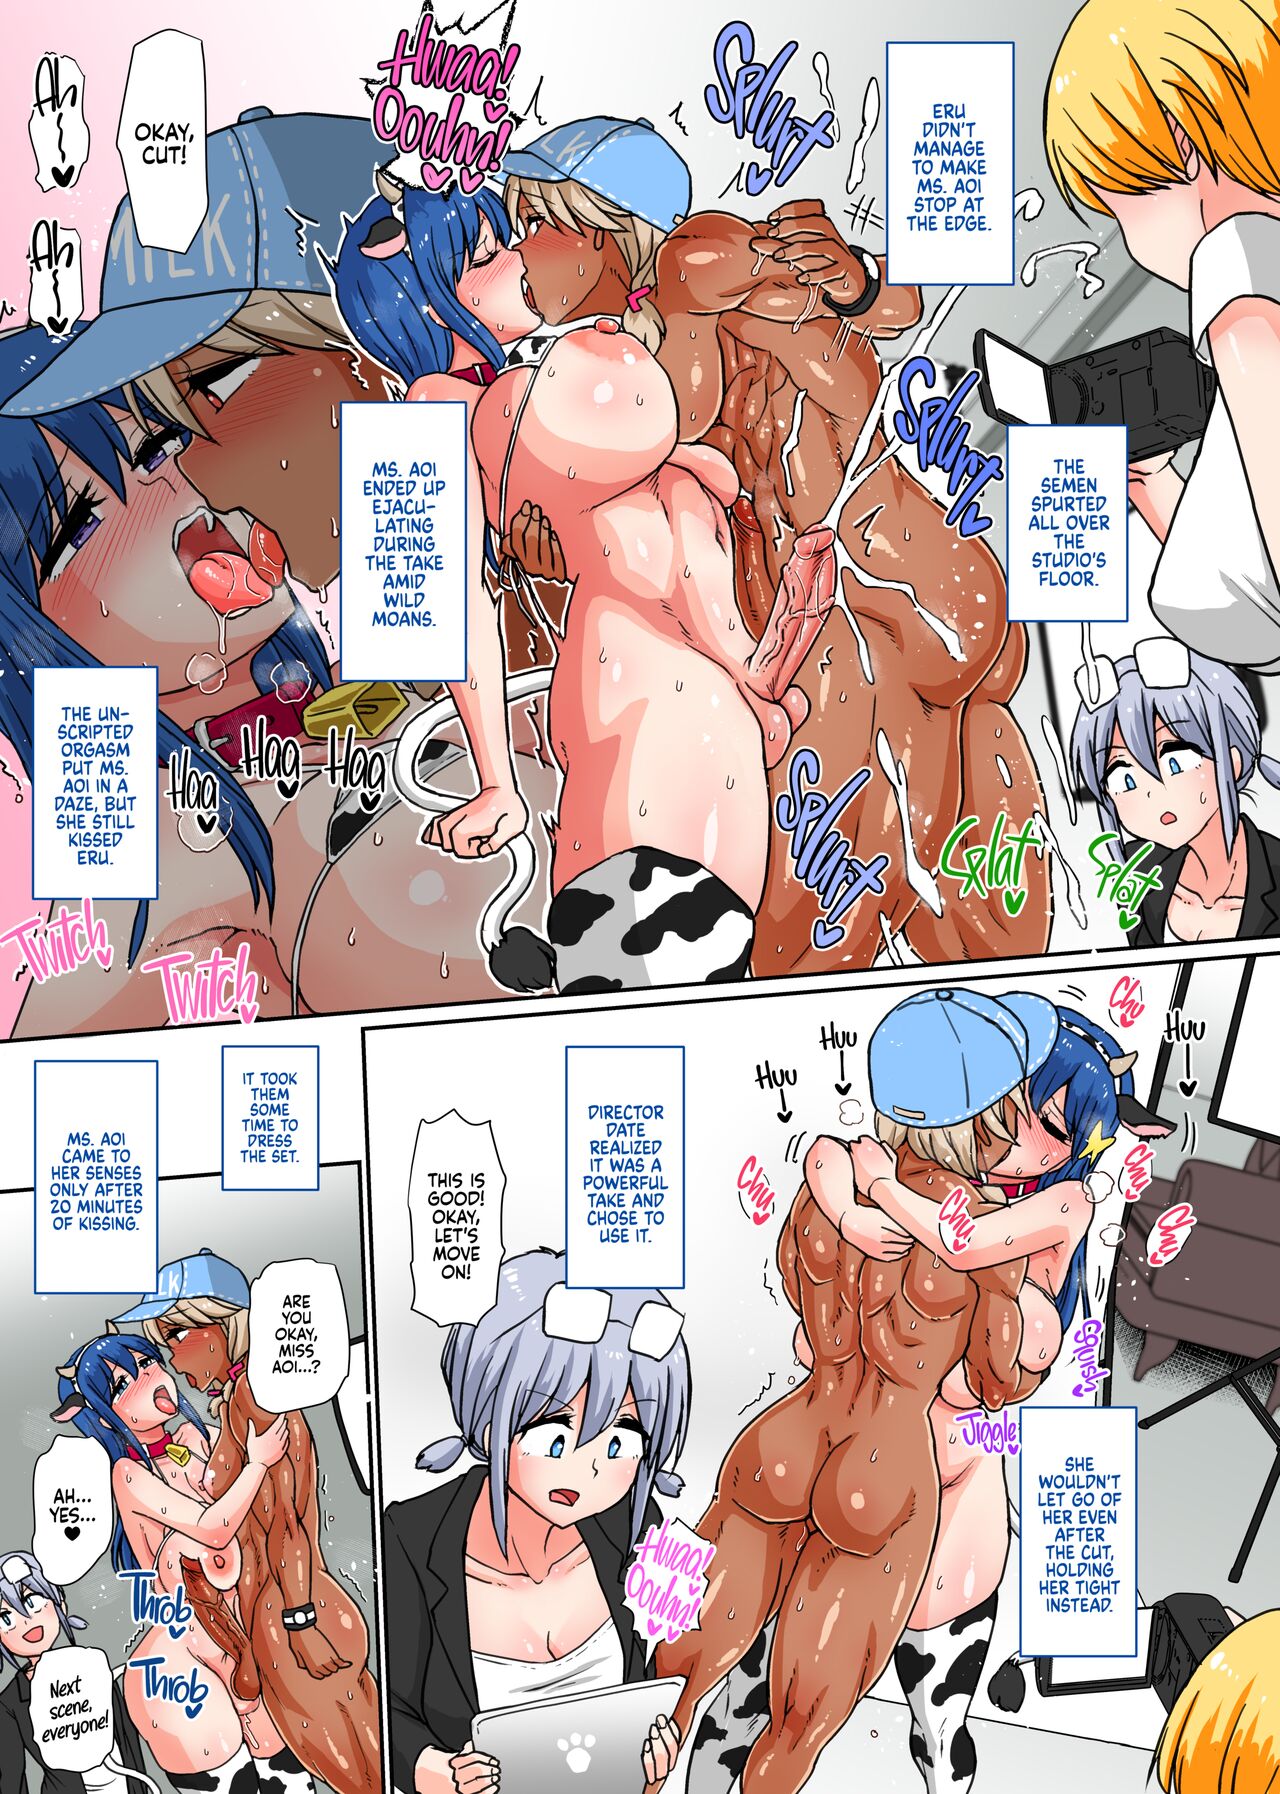 ERU
DIDN'T
MANAGE
TO MAKE
MS. AOI
STOP AT
THE EDGE.
Splurt
Hwaa!
Oouhn!
OKAY,
CUT!
Ah
Ah
MILK
MILK
Splurt
THE
SEMEN
SPURTED
ALL OVER
THE
STUDIO'S
FLOOR.
MS. AOI
ENDED UP
EJACU-
LATING
DURING
THE TAKE
AMID
WILD
MOANS.
THE UN-
SCRIPTED
ORGASM
PUT MS.
AOI IN A
DAZE, BUT
SHE STILL
KISSED
ERU.
Haa
Haa
Haa
Splurt
Splat
Splat
Twitch
Twitch
Chu
Huu
Huu
Huu
DIRECTOR
DATE
REALIZED
IT WAS A
POWERFUL
TAKE AND
CHOSE TO
USE IT.
THIS IS
GOOD!
OKAY,
LET'S
MOVE
ON!
Chu
Chu
Chu
Chu
Squish
Jiggle
SHE
WOULDN'T
LET GO OF
HER EVEN
AFTER
THE CUT,
HOLDING
HER TIGHT
INSTEAD.
Hwaa!
Oouhn!
IT TOOK
THEM
SOME
TIME TO
DRESS
THE SET.
MS. AOI
CAME TO
HER SENSES
ONLY AFTER
20 MINUTES
OF KISSING.
ARE
YOU
OKAY,
MISS
AOI...?
AH...
YES...
Throb
Throb
Next
scene,
everyone!